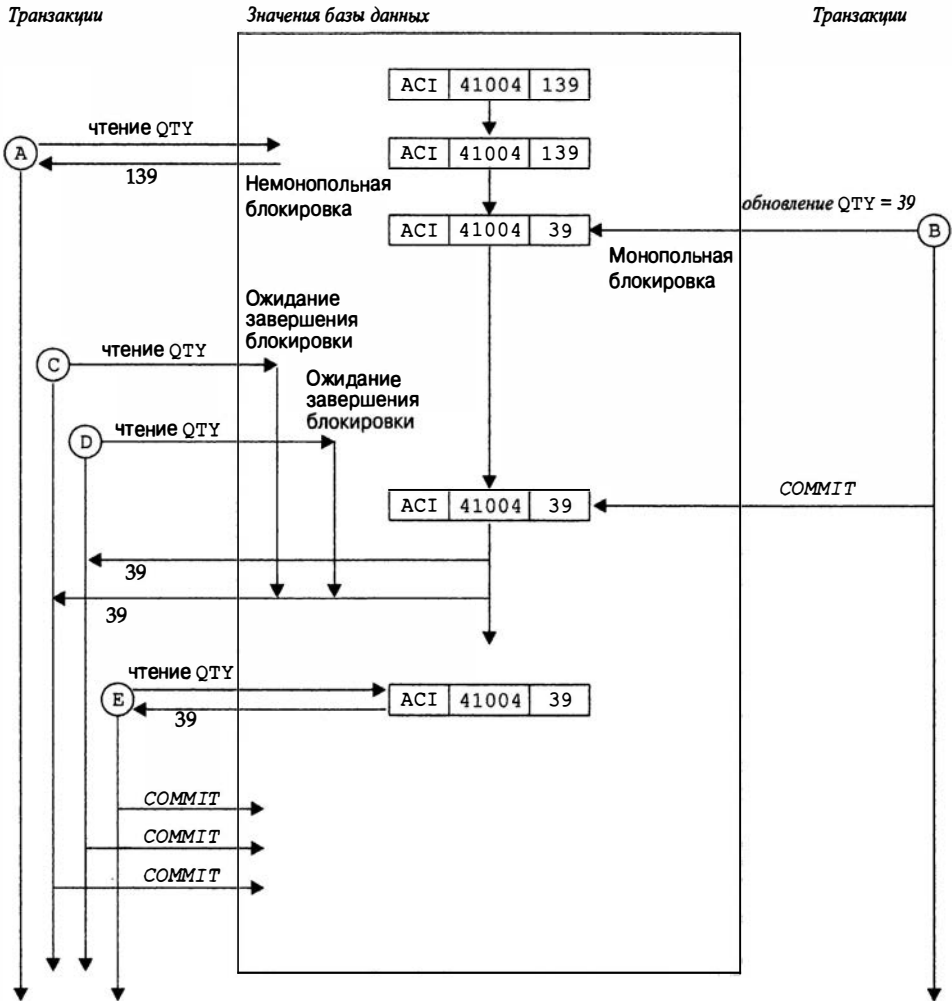 Транзакции
Значения базы данных
Транзакции
ACI 41004 139
чтение QTY
A
139
ACI 41004 139
Немонопольная
блокировка
обновление QTY = 39
ACI 41004 39
B
Монопольная
блокировка
Ожидание
завершения
блокировки
C
чтение QTY
Ожидание
завершения
блокировки
D
чтение QTY
ACI 41004 39
COMMIT
39
39
чтение QTY
E
39
ACI 41004 39
COMMIT
COMMIT
COMMIT